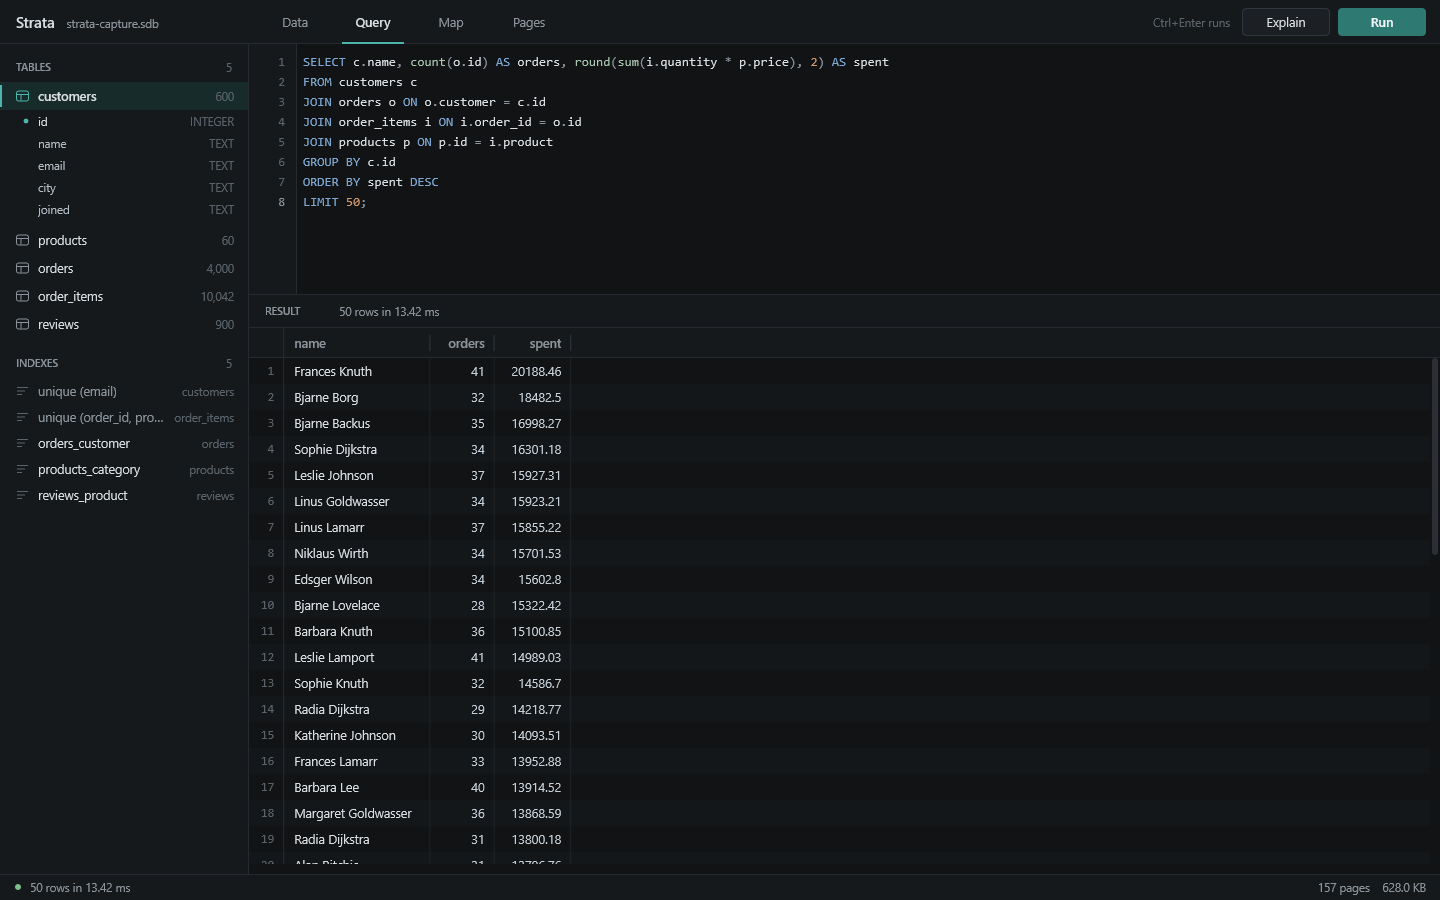 Strata strata-capture.sdb Data Query Map Pages Ctrl+Enter runs Explain Run
TABLES 5
customers 600
id INTEGER
name TEXT
email TEXT
city TEXT
joined TEXT
products 60
orders 4,000
order_items 10,042
reviews 900
INDEXES 5
unique (email) customers
unique (order_id, pro... order_items
orders_customer orders
products_category products
reviews_product reviews
1 SELECT c.name, count(o.id) AS orders, round(sum(i.quantity * p.price), 2) AS spent
2 FROM customers c
3 JOIN orders o ON o.customer = c.id
4 JOIN order_items i ON i.order_id = o.id
5 JOIN products p ON p.id = i.product
6 GROUP BY c.id
7 ORDER BY spent DESC
8 LIMIT 50;
RESULT 50 rows in 13.42 ms
name orders spent
1 Frances Knuth 41 20188.46
2 Bjarne Borg 32 18482.5
3 Bjarne Backus 35 16998.27
4 Sophie Dijkstra 34 16301.18
5 Leslie Johnson 37 15927.31
6 Linus Goldwasser 34 15923.21
7 Linus Lamarr 37 15855.22
8 Niklaus Wirth 34 15701.53
9 Edsger Wilson 34 15602.8
10 Bjarne Lovelace 28 15322.42
11 Barbara Knuth 36 15100.85
12 Leslie Lamport 41 14989.03
13 Sophie Knuth 32 14586.7
14 Radia Dijkstra 29 14218.77
15 Katherine Johnson 30 14093.51
16 Frances Lamarr 33 13952.88
17 Barbara Lee 40 13914.52
18 Margaret Goldwasser 36 13868.59
19 Radia Dijkstra 31 13800.18
50 rows in 13.42 ms 157 pages 628.0 KB